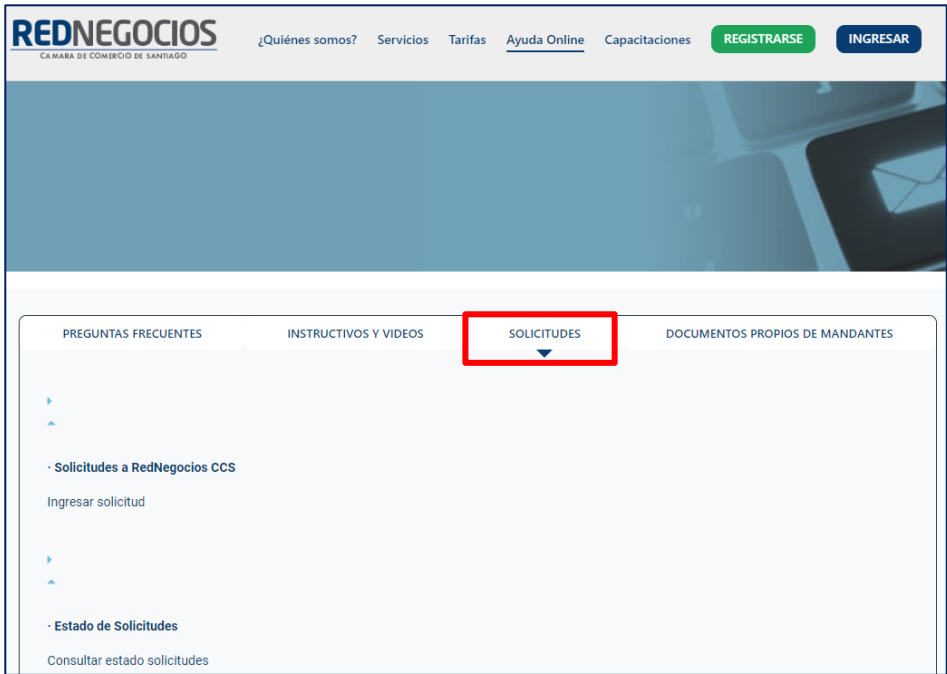 REDNEGOCIOS
CAMARA DE COMERCIO DE SANTIAGO
¿Quiénes somos? Servicios Tarifas Ayuda Online Capacitaciones REGISTRARSE INGRESAR
PREGUNTAS FRECUENTES INSTRUCTIVOS Y VIDEOS SOLICITUDES DOCUMENTOS PROPIOS DE MANDANTES
· Solicitudes a RedNegocios CCS
Ingresar solicitud
· Estado de Solicitudes
Consultar estado solicitudes